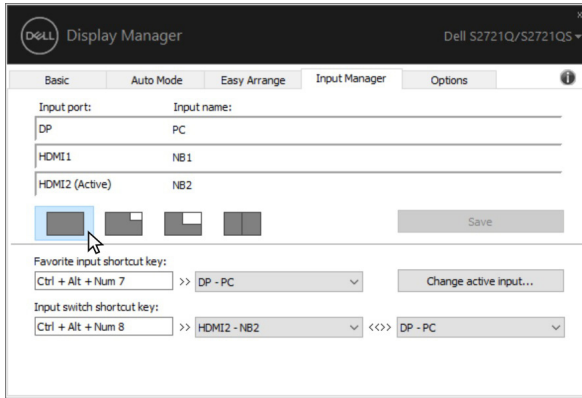 DELL Display Manager
Dell S2721Q/S2721QS
Basic Auto Mode Easy Arrange Input Manager Options
Input port: Input name:
DP PC
HDMI1 NB1
HDMI2 (Active) NB2
Save
Favorite input shortcut key:
Ctrl + Alt + Num 7 >> DP - PC Change active input...
Input switch shortcut key:
Ctrl + Alt + Num 8 >> HDMI2 - NB2 <<>> DP - PC